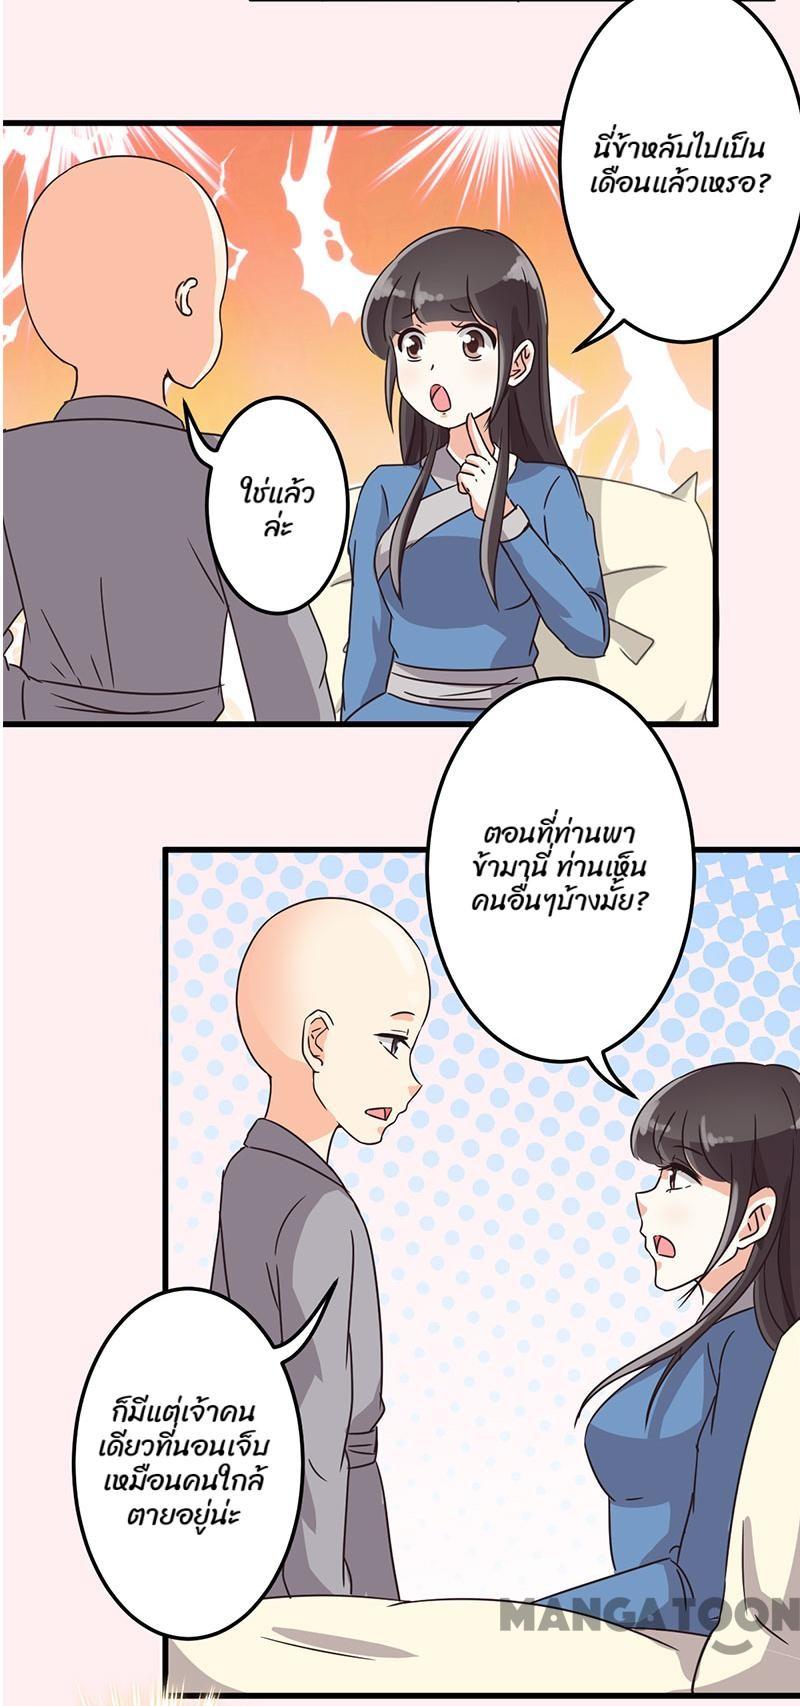 นี่ข้าหลับไปเป็น
เดือนแล้วเหรอ?
ใช่แล้ว
ล่ะ
ตอนที่ท่านพา
ข้ามานี่ ท่านเห็น
คนอื่นๆบ้างมั้ย?
ก็มีแต่เจ้าคน
เดียวที่นอนเจ็บ
เหมือนคนใกล้
ตายอยู่น่ะ
MANGATOON